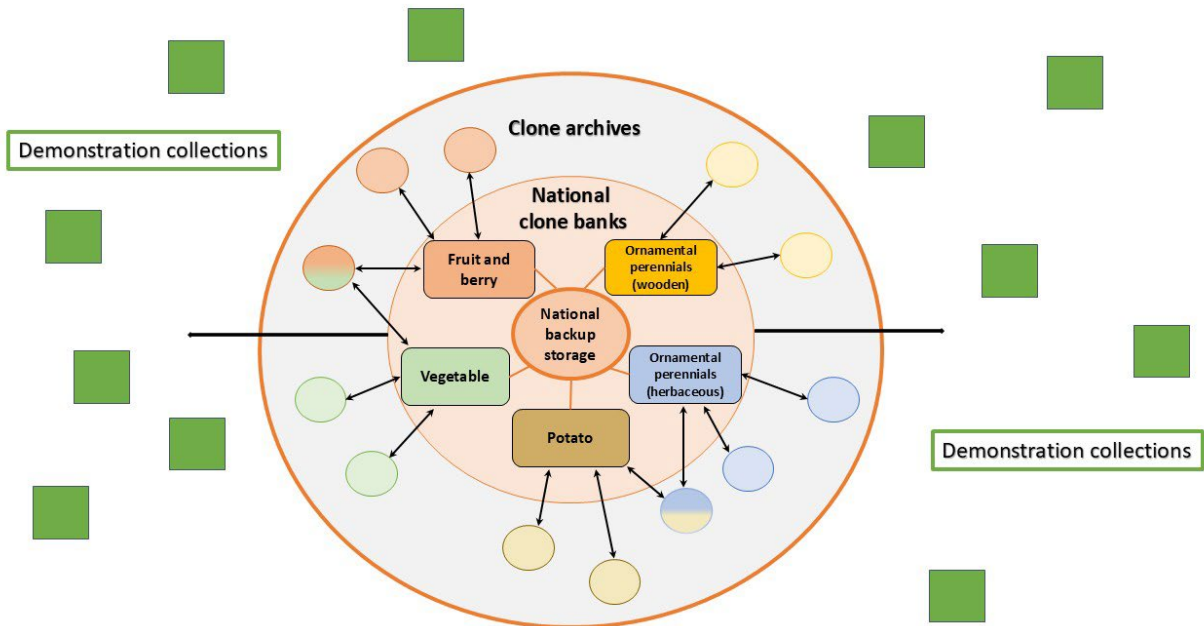 Demonstration collections
Clone archives
National
clone banks
Fruit and
berry
Ornamental
perennials
(wooden)
National
backup
storage
Vegetable
Ornamental
perennials
(herbaceous)
Potato
Demonstration collections